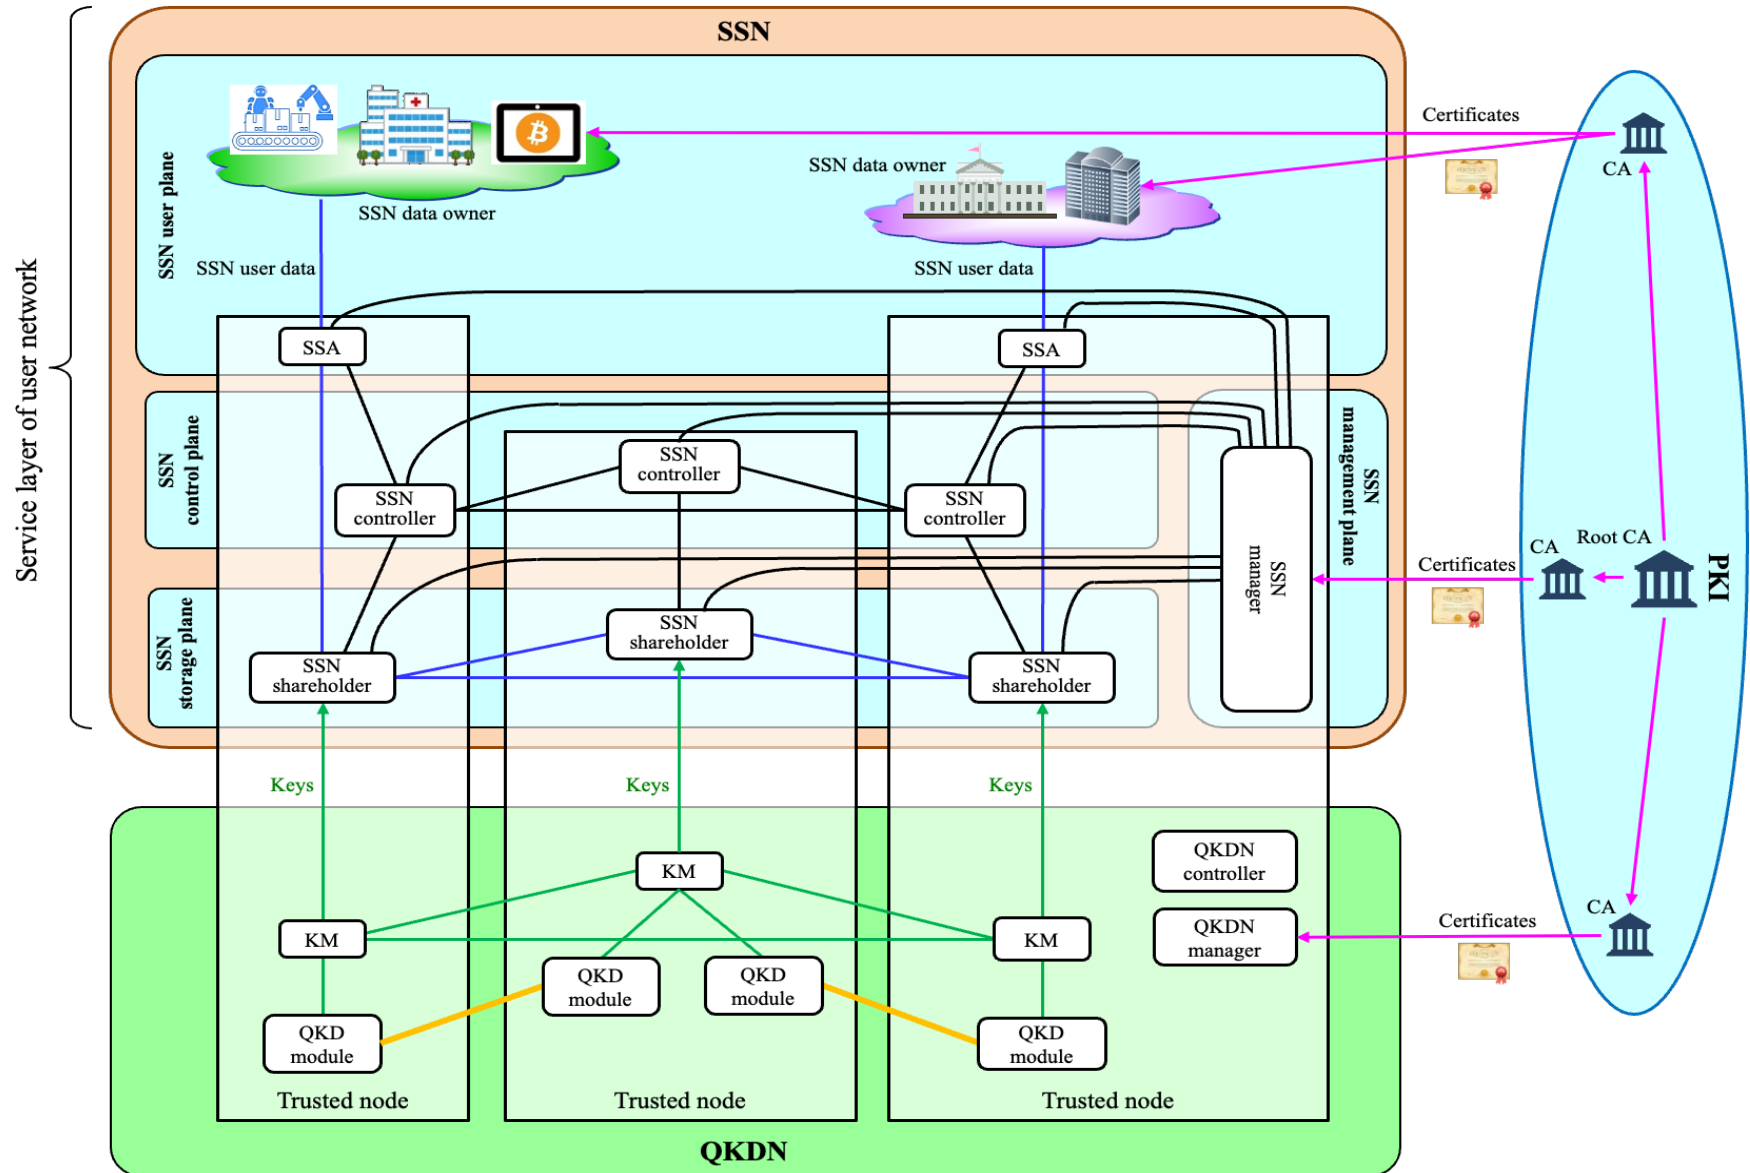 SSN
Service layer of user network
SSN user plane
SSN data owner
SSN data owner
SSN user data
SSN user data
Certificates
CA
SSA
SSA
SSN
control plane
SSN
controller
SSN
controller
SSN
controller
SSN
management plane
SSN
manager
Certificates
CA
Root CA
PKI
SSN
storage plane
SSN
shareholder
SSN
shareholder
SSN
shareholder
Keys
Keys
Keys
KM
KM
KM
QKDN
controller
QKDN
manager
Certificates
CA
QKD
module
QKD
module
QKD
module
QKD
module
Trusted node
Trusted node
Trusted node
QKDN